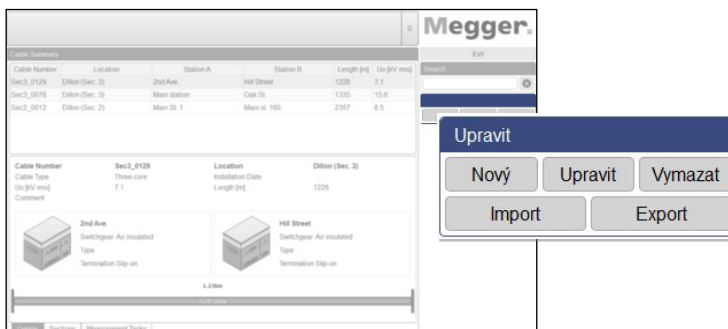 Megger.
Exit
Cable Summary
Search
Cable Number Location Station A Station B Length [m] Uo [kV rms]
Sec3_0129 Dillon (Sec. 3) 2nd Ave. Hill Street 1228 7.1
Sec3_0078 Dillon (Sec. 3) Main station Oak St. 1335 15.6
Sec2_0012 Dillon (Sec. 2) Main St. 1 Main st. 160 2357 8.5
Upravit
Nový Upravit Vymazat
Import Export
Cable Number Sec3_0129 Location Dillon (Sec. 3)
Cable Type Three-core Installation Date
Uo [kV rms] 7.1 Length [m] 1228
Comment
2nd Ave. Hill Street
Switchgear Air insulated Switchgear Air insulated
Type Type
Termination Slip-on Termination Slip-on
XLPE Cable
Details Sections Measurement Tasks